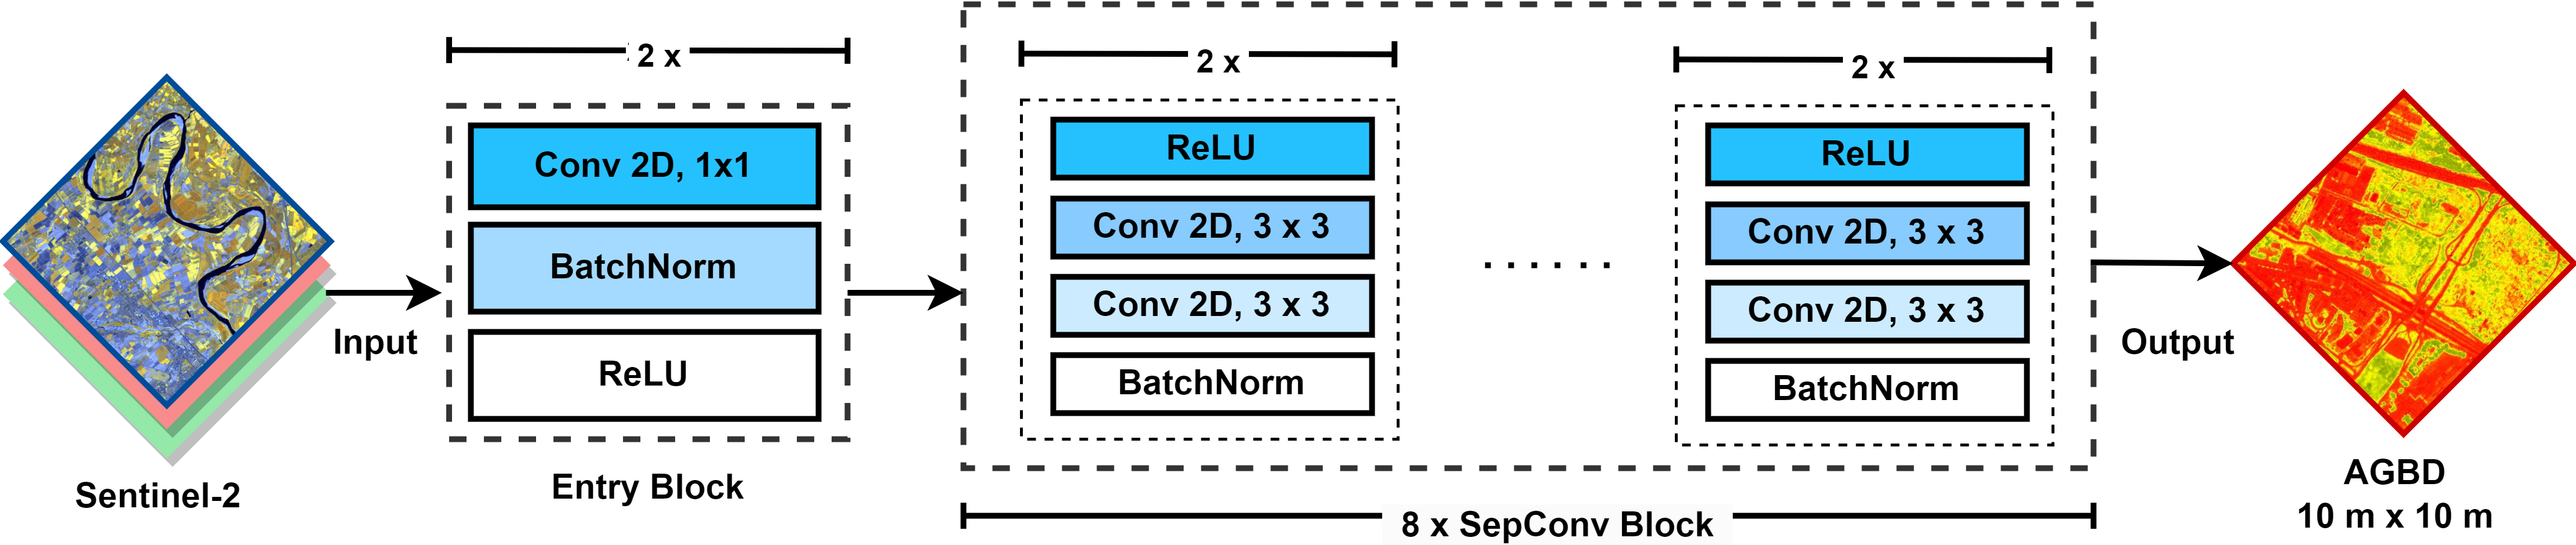 Sentinel-2
Input
2 x
Conv 2D, 1x1
BatchNorm
ReLU
Entry Block
2 x
ReLU
Conv 2D, 3 x 3
Conv 2D, 3 x 3
BatchNorm
......
2 x
ReLU
Conv 2D, 3 x 3
Conv 2D, 3 x 3
BatchNorm
8 x SepConv Block
Output
AGBD
10 m x 10 m